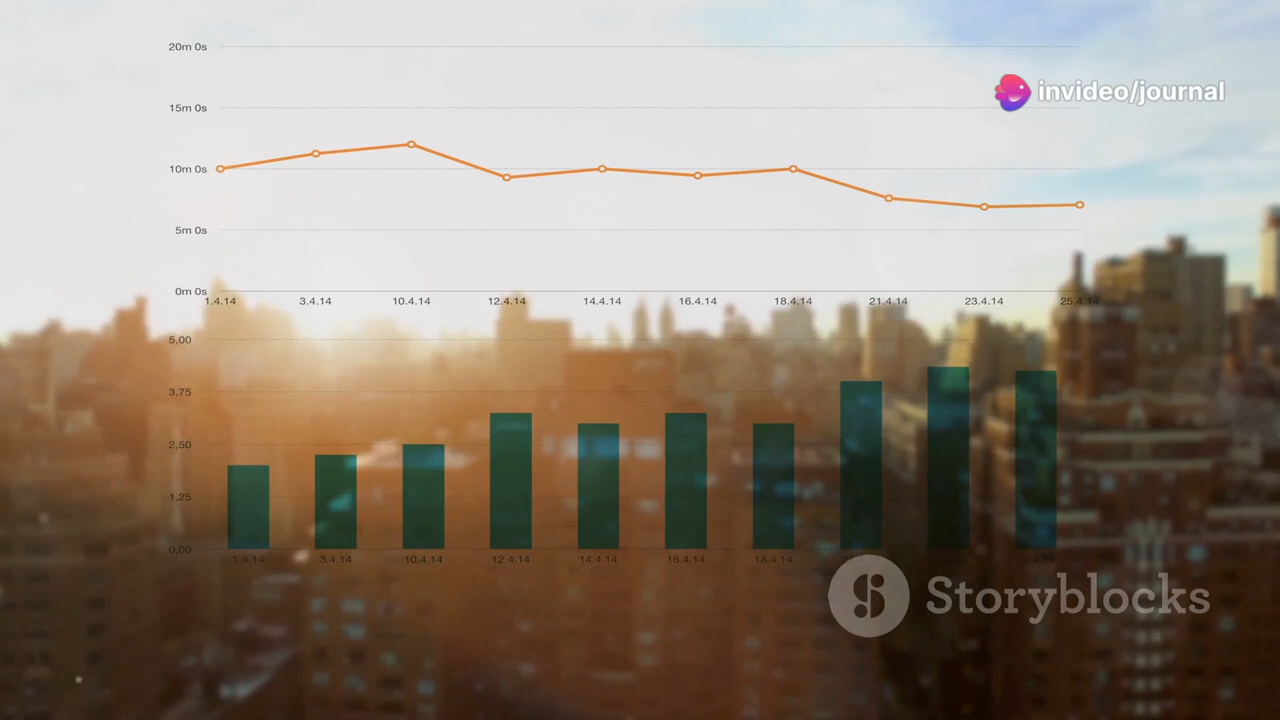 20m 0s
invideo/journal
15m 0s
10m 0s
5m 0s
0m 0s
1.4.14 3.4.14 10.4.14 12.4.14 14.4.14 16.4.14 18.4.14 21.4.14 23.4.14 25.4.14
5,00
3,75
2,50
1,25
0,00
1.4.14 3.4.14 10.4.14 12.4.14 14.4.14 16.4.14 18.4.14
Storyblocks